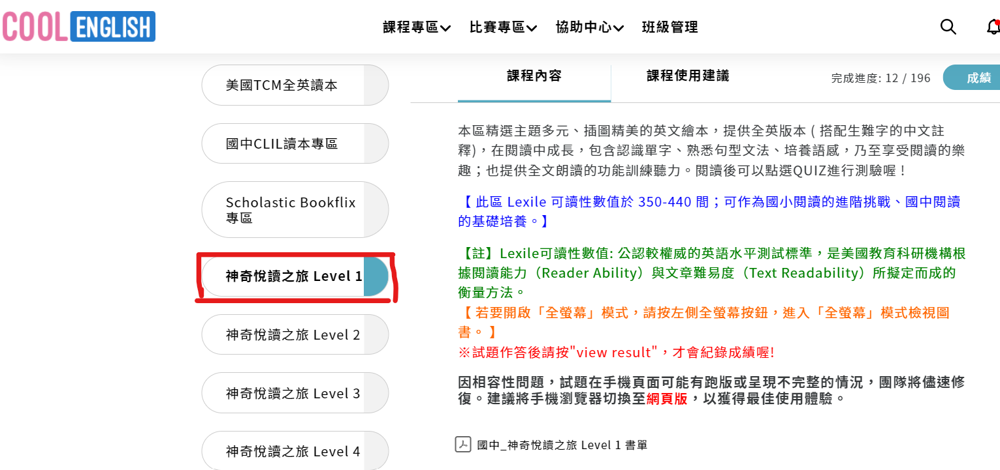 COOL ENGLISH
課程專區 比賽專區 協助中心 班級管理
美國TCM全英讀本
國中CLIL讀本專區
Scholastic Bookflix
專區
神奇悅讀之旅 Level 1
神奇悅讀之旅 Level 2
神奇悅讀之旅 Level 3
神奇悅讀之旅 Level 4
課程內容 課程使用建議 完成進度: 12 / 196 成績
本區精選主題多元、插圖精美的英文繪本，提供全英版本 ( 搭配生難字的中文註
釋)，在閱讀中成長，包含認識單字、熟悉句型文法、培養語感，乃至享受閱讀的樂
趣；也提供全文朗讀的功能訓練聽力。閱讀後可以點選QUIZ進行測驗喔！
【 此區 Lexile 可讀性數值於 350-440 間；可作為國小閱讀的進階挑戰、國中閱讀
的基礎培養。】
【註】Lexile可讀性數值: 公認較權威的英語水平測試標準，是美國教育科研機構根
據閱讀能力（Reader Ability）與文章難易度（Text Readability）所擬定而成的
衡量方法。
【 若要開啟「全螢幕」模式，請按左側全螢幕按鈕，進入「全螢幕」模式檢視圖
書。 】
※試題作答後請按"view result"，才會紀錄成績喔!
因相容性問題，試題在手機頁面可能有跑版或呈現不完整的情況，團隊將儘速修
復。建議將手機瀏覽器切換至網頁版，以獲得最佳使用體驗。
國中_神奇悅讀之旅 Level 1 書單